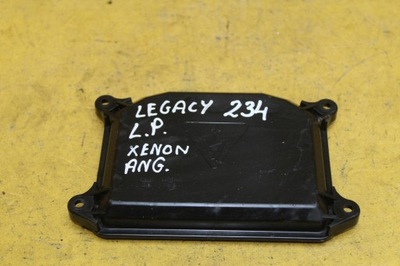 LEGACY 234
L.P.
XENON
ANG.